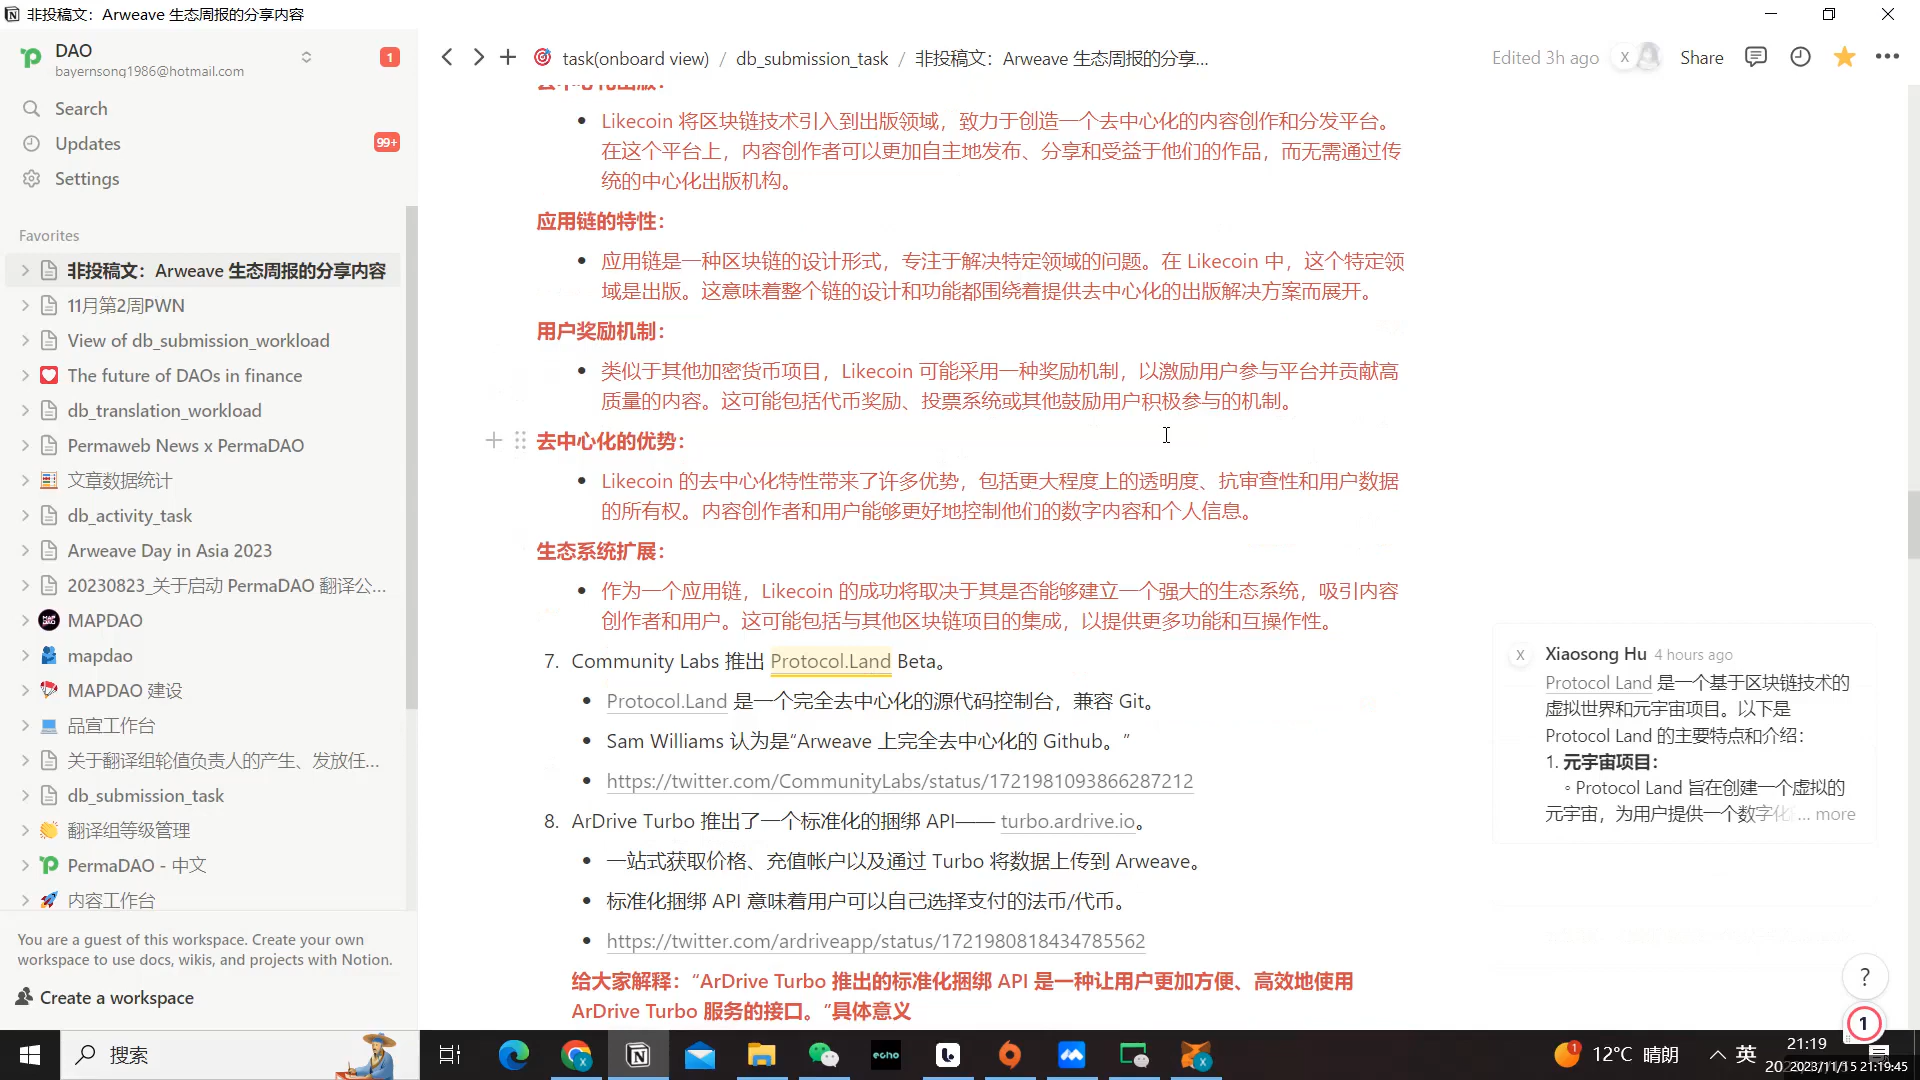 非投稿文：Arweave 生态周报的分享内容
DAO
bayernsong1986@hotmail.com
1
Search
Updates
99+
Settings
Favorites
非投稿文：Arweave 生态周报的分享内容
11月第2周PWN
View of db_submission_workload
The future of DAOs in finance
db_translation_workload
Permaweb News x PermaDAO
文章数据统计
db_activity_task
Arweave Day in Asia 2023
20230823_关于启动 PermaDAO 翻译公...
MAPDAO
mapdao
MAPDAO 建设
品宣工作台
关于翻译组轮值负责人的产生、发放任...
db_submission_task
翻译组等级管理
PermaDAO - 中文
内容工作台
You are a guest of this workspace. Create your own
workspace to use docs, wikis, and projects with Notion.
Create a workspace
task(onboard view) / db_submission_task / 非投稿文：Arweave 生态周报的分享...
Edited 3h ago
X
Share
去中心化出版：
Likecoin 将区块链技术引入到出版领域，致力于创造一个去中心化的内容创作和分发平台。
在这个平台上，内容创作者可以更加自主地发布、分享和受益于他们的作品，而无需通过传
统的中心化出版机构。
应用链的特性：
应用链是一种区块链的设计形式，专注于解决特定领域的问题。在 Likecoin 中，这个特定领
域是出版。这意味着整个链的设计和功能都围绕着提供去中心化的出版解决方案而展开。
用户奖励机制：
类似于其他加密货币项目，Likecoin 可能采用一种奖励机制，以激励用户参与平台并贡献高
质量的内容。这可能包括代币奖励、投票系统或其他鼓励用户积极参与的机制。
去中心化的优势：
Likecoin 的去中心化特性带来了许多优势，包括更大程度上的透明度、抗审查性和用户数据
的所有权。内容创作者和用户能够更好地控制他们的数字内容和个人信息。
生态系统扩展：
作为一个应用链，Likecoin 的成功将取决于其是否能够建立一个强大的生态系统，吸引内容
创作者和用户。这可能包括与其他区块链项目的集成，以提供更多功能和互操作性。
7. Community Labs 推出 Protocol.Land Beta。
Protocol.Land 是一个完全去中心化的源代码控制台，兼容 Git。
Sam Williams 认为是“Arweave 上完全去中心化的 Github。”
https://twitter.com/CommunityLabs/status/1721981093866287212
8. ArDrive Turbo 推出了一个标准化的捆绑 API—— turbo.ardrive.io。
一站式获取价格、充值帐户以及通过 Turbo 将数据上传到 Arweave。
标准化捆绑 API 意味着用户可以自己选择支付的法币/代币。
https://twitter.com/ardriveapp/status/1721980818434785562
给大家解释：“ArDrive Turbo 推出的标准化捆绑 API 是一种让用户更加方便、高效地使用
ArDrive Turbo 服务的接口。”具体意义
X
Xiaosong Hu 4 hours ago
Protocol Land 是一个基于区块链技术的
虚拟世界和元宇宙项目。以下是
Protocol Land 的主要特点和介绍：
1. 元宇宙项目：
◦ Protocol Land 旨在创建一个虚拟的
元宇宙，为用户提供一个数字化... more
?
1
搜索
echo
1
12°C 晴朗
英
21:19
2023/11/15 21:19:45